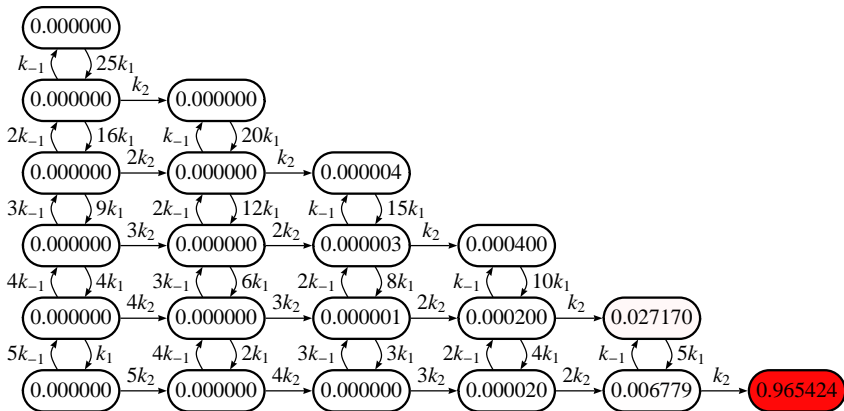 0.000000
k₋₁ 25k₁
k₂
0.000000 0.000000
2k₋₁ 16k₁ k₋₁ 20k₁
2k₂ k₂
0.000000 0.000000 0.000004
3k₋₁ 9k₁ 2k₋₁ 12k₁ k₋₁ 15k₁
3k₂ 2k₂ k₂
0.000000 0.000000 0.000003 0.000400
4k₋₁ 4k₁ 3k₋₁ 6k₁ 2k₋₁ 8k₁ k₋₁ 10k₁
4k₂ 3k₂ 2k₂ k₂
0.000000 0.000000 0.000001 0.000200 0.027170
5k₋₁ k₁ 4k₋₁ 2k₁ 3k₋₁ 3k₁ 2k₋₁ 4k₁ k₋₁ 5k₁
5k₂ 4k₂ 3k₂ 2k₂ k₂
0.000000 0.000000 0.000000 0.000020 0.006779 0.965424